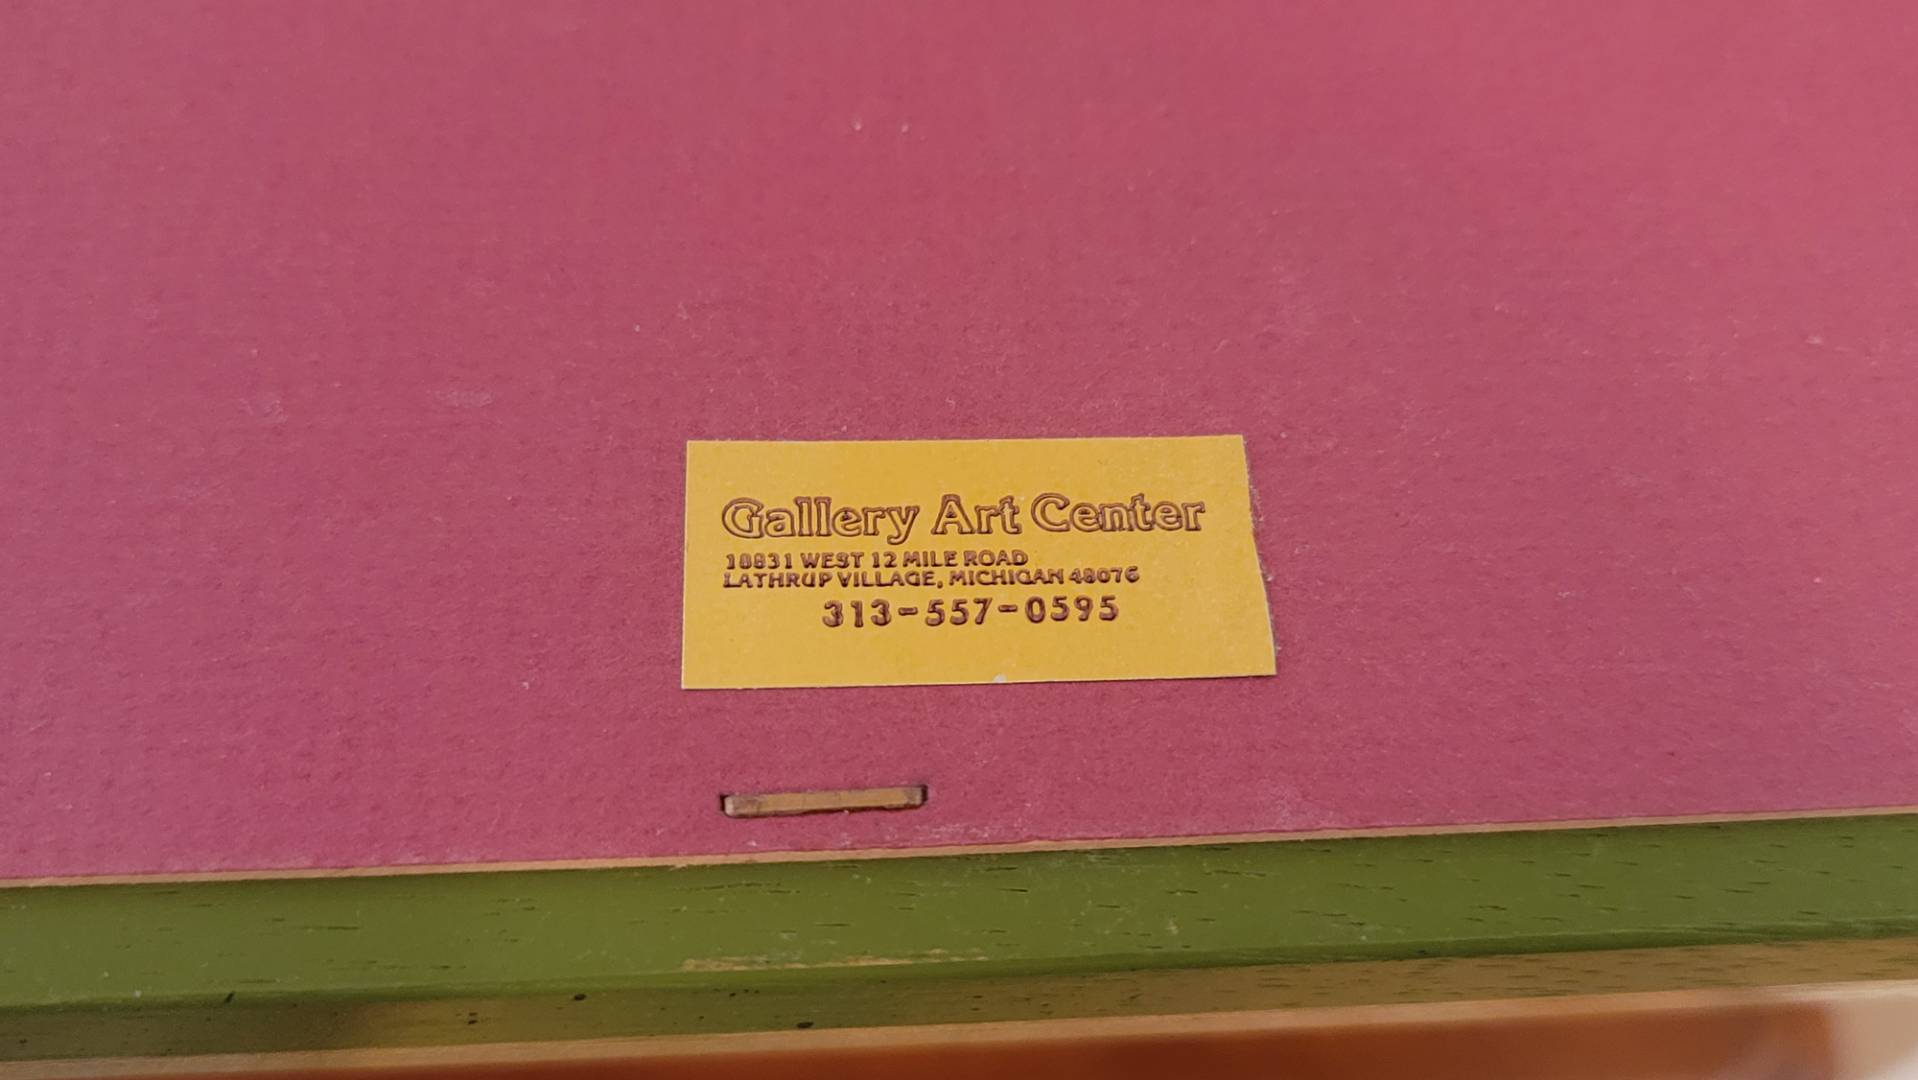 Gallery Art Center
18831 WEST 12 MILE ROAD
LATHRUP VILLAGE, MICHIGAN 48076
313-557-0595